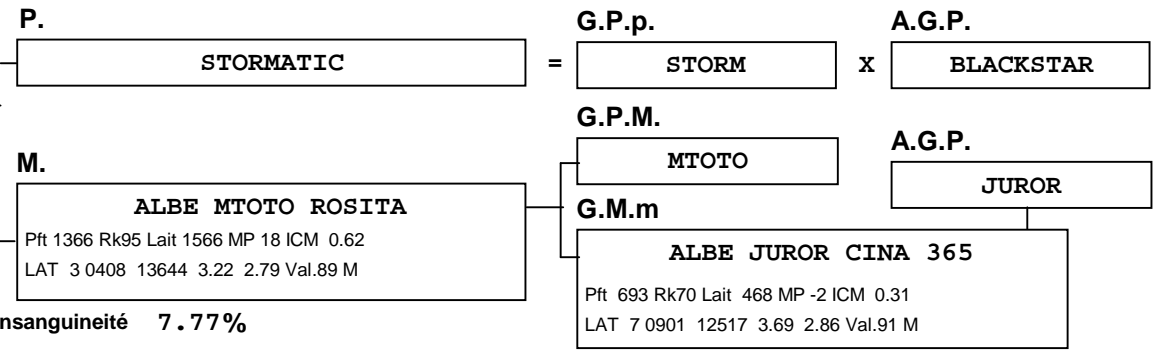 P.
G.P.p.
A.G.P.
STORMATIC = STORM X BLACKSTAR
G.P.M.
A.G.P.
M.
MTOTO
JUROR
ALBE MTOTO ROSITA
G.M.m
Pft 1366 Rk95 Lait 1566 MP 18 ICM 0.62
LAT 3 0408 13644 3.22 2.79 Val.89 M
ALBE JUROR CINA 365
Pft 693 Rk70 Lait 468 MP -2 ICM 0.31
LAT 7 0901 12517 3.69 2.86 Val.91 M
nsanguineité 7.77%